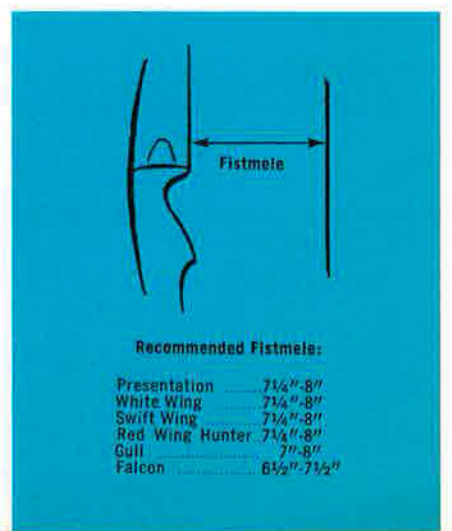 Fistmele
Recommended Fistmele:
Presentation ....... 7¼"-8"
White Wing ........ 7¼"-8"
Swift Wing ........ 7¼"-8"
Red Wing Hunter . 7¼"-8"
Gull .................. 7"-8"
Falcon .............. 6½"-7½"